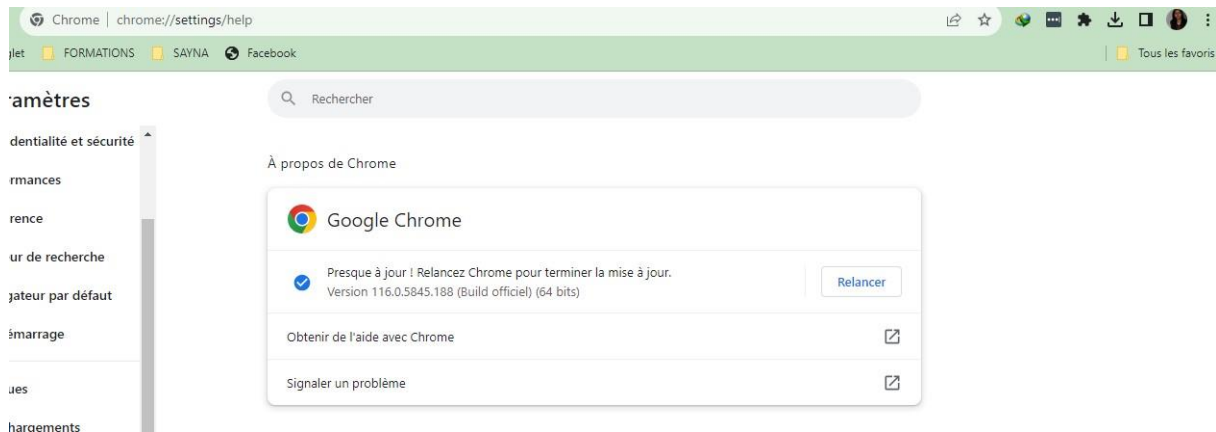 Chrome | chrome://settings/help
glet FORMATIONS SAYNA Facebook Tous les favoris
ramètres
Rechercher
dentialité et sécurité
À propos de Chrome
rmances
Google Chrome
rence
ur de recherche
Presque à jour ! Relancez Chrome pour terminer la mise à jour.
Version 116.0.5845.188 (Build officiel) (64 bits)
Relancer
gateur par défaut
émarrage
Obtenir de l'aide avec Chrome
ues
Signaler un problème
hargements